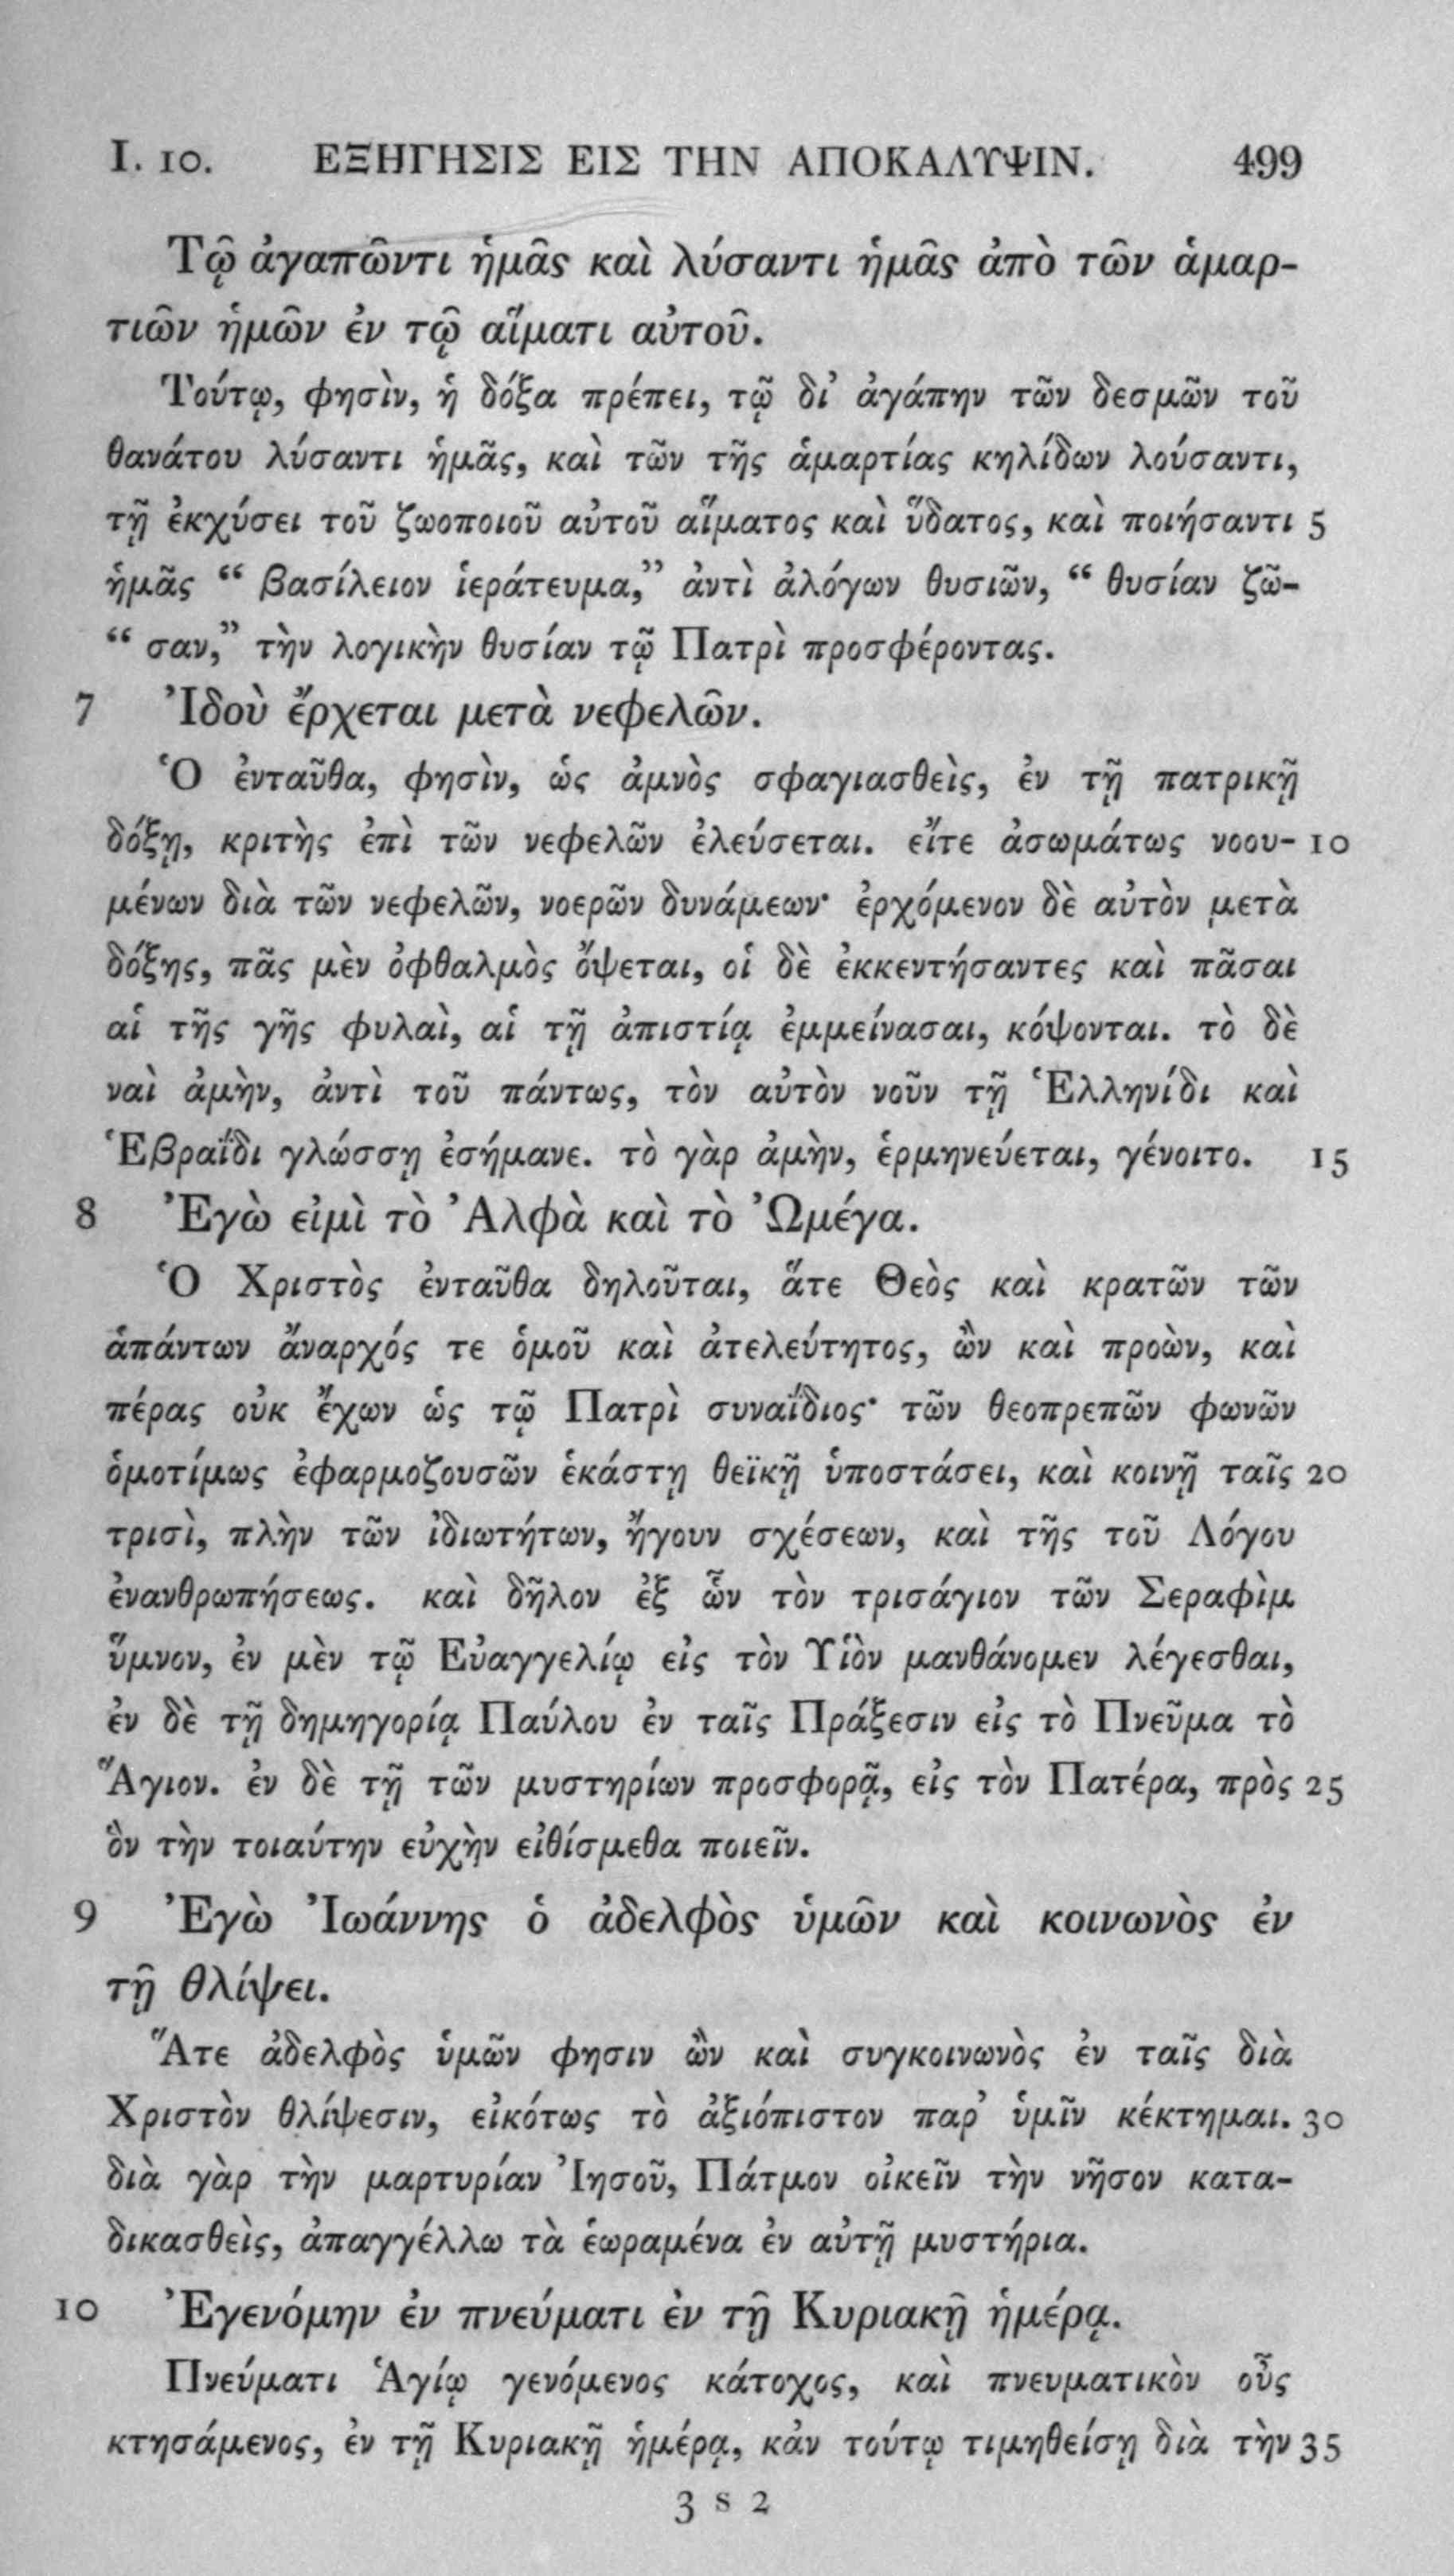 I. 10. ΕΞΗΓΗΣΙΣ ΕΙΣ ΤΗΝ ΑΠΟΚΑΛΥΨΙΝ. 499
Τῷ ἀγαπῶντι ἡμᾶς καὶ λύσαντι ἡμᾶς ἀπὸ τῶν ἁμαρ-
τιῶν ἡμῶν ἐν τῷ αἵματι αὐτοῦ.
Τούτῳ, φησὶν, ἡ δόξα πρέπει, τῷ δι’ ἀγάπην τῶν δεσμῶν τοῦ
θανάτου λύσαντι ἡμᾶς, καὶ τῶν τῆς ἁμαρτίας κηλίδων λούσαντι,
τῇ ἐκχύσει τοῦ ζωοποιοῦ αὐτοῦ αἵματος καὶ ὕδατος, καὶ ποιήσαντι 5
ἡμᾶς “ βασίλειον ἱεράτευμα,” ἀντὶ ἀλόγων θυσιῶν, “ θυσίαν ζῶ-
“ σαν,” τὴν λογικὴν θυσίαν τῷ Πατρὶ προσφέροντας.
7 Ἰδοὺ ἔρχεται μετὰ νεφελῶν.
Ὁ ἐνταῦθα, φησὶν, ὡς ἀμνὸς σφαγιασθεὶς, ἐν τῇ πατρικῇ
δόξῃ, κριτὴς ἐπὶ τῶν νεφελῶν ἐλεύσεται. εἴτε ἀσωμάτως νοου- 10
μένων διὰ τῶν νεφελῶν, νοερῶν δυνάμεων· ἐρχόμενον δὲ αὐτὸν μετὰ
δόξης, πᾶς μὲν ὀφθαλμὸς ὄψεται, οἱ δὲ ἐκκεντήσαντες καὶ πᾶσαι
αἱ τῆς γῆς φυλαὶ, αἱ τῇ ἀπιστίᾳ ἐμμείνασαι, κόψονται. τὸ δὲ
ναὶ ἀμὴν, ἀντὶ τοῦ πάντως, τὸν αὐτὸν νοῦν τῇ Ἑλληνίδι καὶ
Ἑβραΐδι γλώσσῃ ἐσήμανε. τὸ γὰρ ἀμὴν, ἑρμηνεύεται, γένοιτο. 15
8 Ἐγὼ εἰμὶ τὸ Ἀλφὰ καὶ τὸ Ὠμέγα.
Ὁ Χριστὸς ἐνταῦθα δηλοῦται, ἅτε Θεὸς καὶ κρατῶν τῶν
ἁπάντων ἄναρχός τε ὁμοῦ καὶ ἀτελεύτητος, ὢν καὶ προὼν, καὶ
πέρας οὐκ ἔχων ὡς τῷ Πατρὶ συναΐδιος· τῶν θεοπρεπῶν φωνῶν
ὁμοτίμως ἐφαρμοζουσῶν ἑκάστῃ θεϊκῇ ὑποστάσει, καὶ κοινῇ ταῖς 20
τρισὶ, πλὴν τῶν ἰδιωτήτων, ἤγουν σχέσεων, καὶ τῆς τοῦ Λόγου
ἐνανθρωπήσεως. καὶ δῆλον ἐξ ὧν τὸν τρισάγιον τῶν Σεραφὶμ
ὕμνον, ἐν μὲν τῷ Εὐαγγελίῳ εἰς τὸν Υἱὸν μανθάνομεν λέγεσθαι,
ἐν δὲ τῇ δημηγορίᾳ Παύλου ἐν ταῖς Πράξεσιν εἰς τὸ Πνεῦμα τὸ
Ἅγιον. ἐν δὲ τῇ τῶν μυστηρίων προσφορᾷ, εἰς τὸν Πατέρα, πρὸς 25
ὃν τὴν τοιαύτην εὐχὴν εἰθίσμεθα ποιεῖν.
9 Ἐγὼ Ἰωάννης ὁ ἀδελφὸς ὑμῶν καὶ κοινωνὸς ἐν
τῇ θλίψει.
Ἅτε ἀδελφὸς ὑμῶν φησιν ὢν καὶ συγκοινωνὸς ἐν ταῖς διὰ
Χριστὸν θλίψεσιν, εἰκότως τὸ ἀξιόπιστον παρ’ ὑμῖν κέκτημαι. 30
διὰ γὰρ τὴν μαρτυρίαν Ἰησοῦ, Πάτμον οἰκεῖν τὴν νῆσον κατα-
δικασθεὶς, ἀπαγγέλλω τὰ ἑωραμένα ἐν αὐτῇ μυστήρια.
10 Ἐγενόμην ἐν πνεύματι ἐν τῇ Κυριακῇ ἡμέρᾳ.
Πνεύματι Ἁγίῳ γενόμενος κάτοχος, καὶ πνευματικὸν οὖς
κτησάμενος, ἐν τῇ Κυριακῇ ἡμέρᾳ, κἀν τούτῳ τιμηθείσῃ διὰ τὴν 35
3 S 2